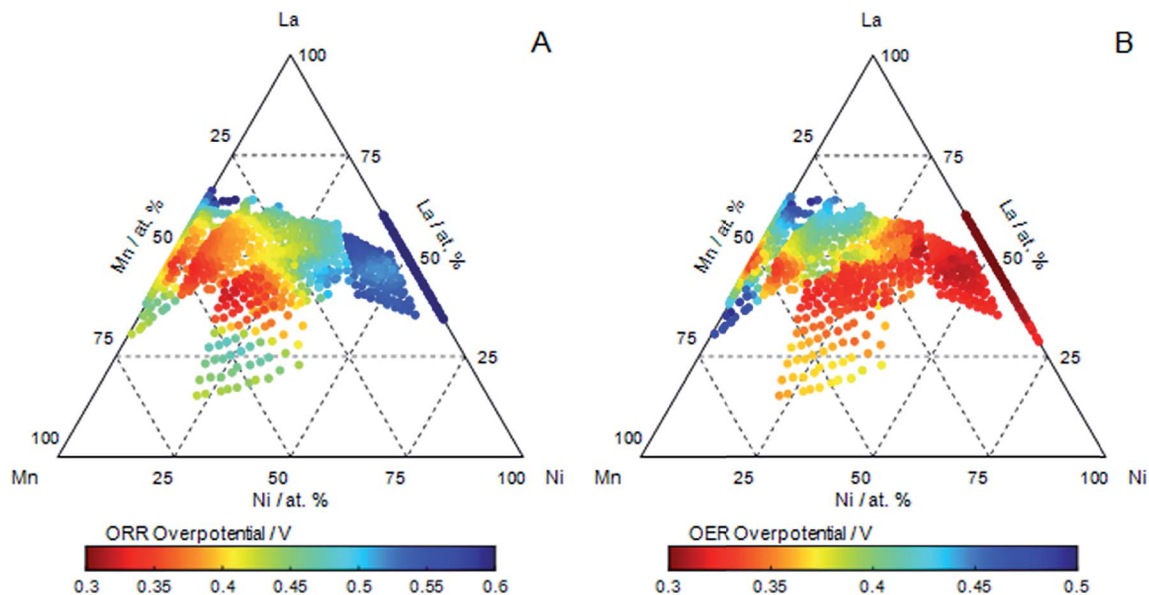 La
A
100
25
75
Mn / at. %
La / at. %
50
50
75
25
100
Mn
25
50
75
100
Ni
Ni / at. %
ORR Overpotential / V
0.3
0.35
0.4
0.45
0.5
0.55
0.6
La
B
100
25
75
Mn / at. %
La / at. %
50
50
75
25
100
Mn
25
50
75
100
Ni
Ni / at. %
OER Overpotential / V
0.3
0.35
0.4
0.45
0.5